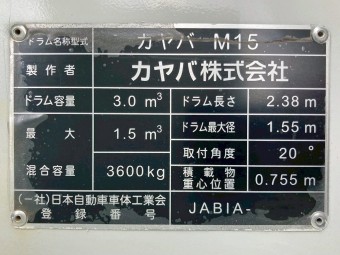 ドラム名称型式 カヤバ M15
製作者 カヤバ株式会社
ドラム容量 3.0 m³ ドラム長さ 2.38 m
最大 1.5 m³ ドラム最大径 1.55 m
混合容量 3600kg 取付角度 20°
積載物重心位置 0.755 m
(一社)日本自動車車体工業会
登録番号 JABIA-